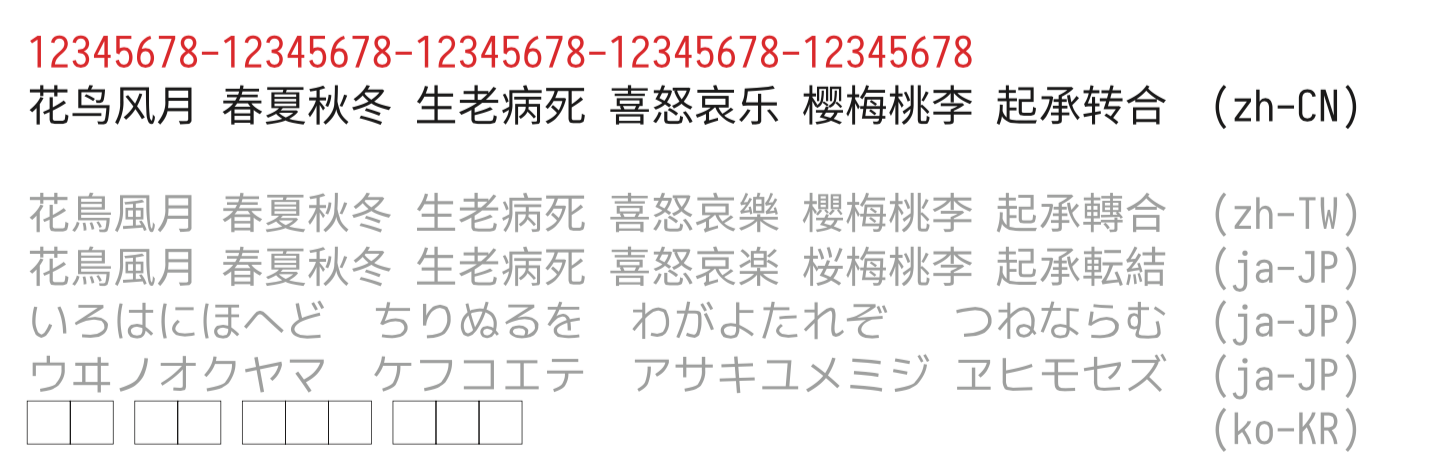 12345678-12345678-12345678-12345678-12345678
花鸟风月 春夏秋冬 生老病死 喜怒哀乐 樱梅桃李 起承转合 (zh-CN)
花鳥風月 春夏秋冬 生老病死 喜怒哀樂 櫻梅桃李 起承轉合 (zh-TW)
花鳥風月 春夏秋冬 生老病死 喜怒哀楽 桜梅桃李 起承転結 (ja-JP)
いろはにほへど ちりぬるを わがよたれぞ つねならむ (ja-JP)
ウヰノオクヤマ ケフコエテ アサキユメミジ ヱヒモセズ (ja-JP)
□□ □□ □□□ □□□ (ko-KR)